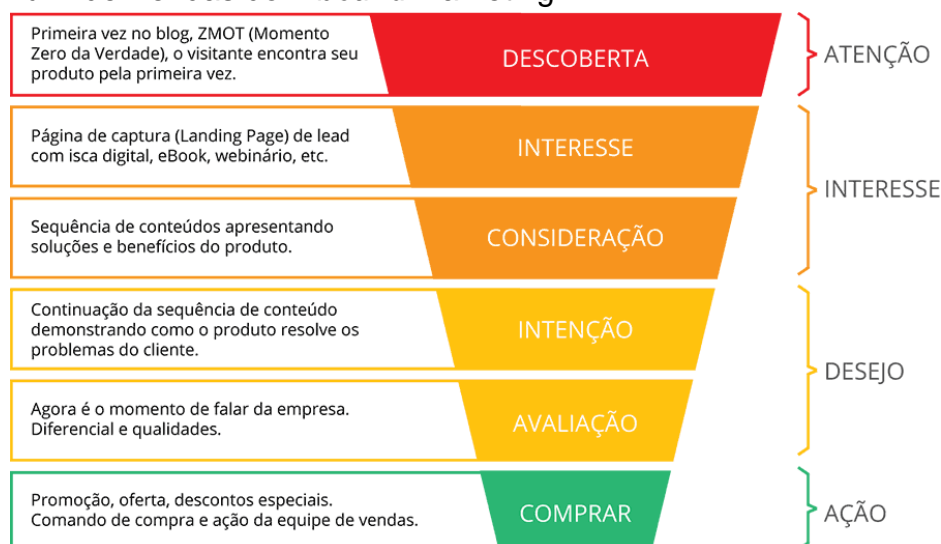 Primeira vez no blog, ZMOT (Momento
Zero da Verdade), o visitante encontra seu
produto pela primeira vez.
DESCOBERTA
ATENÇÃO
Página de captura (Landing Page) de lead
com isca digital, eBook, webinário, etc.
INTERESSE
INTERESSE
Sequência de conteúdos apresentando
soluções e benefícios do produto.
CONSIDERAÇÃO
Continuação da sequência de conteúdo
demonstrando como o produto resolve os
problemas do cliente.
INTENÇÃO
DESEJO
Agora é o momento de falar da empresa.
Diferencial e qualidades.
AVALIAÇÃO
Promoção, oferta, descontos especiais.
Comando de compra e ação da equipe de vendas.
COMPRAR
AÇÃO